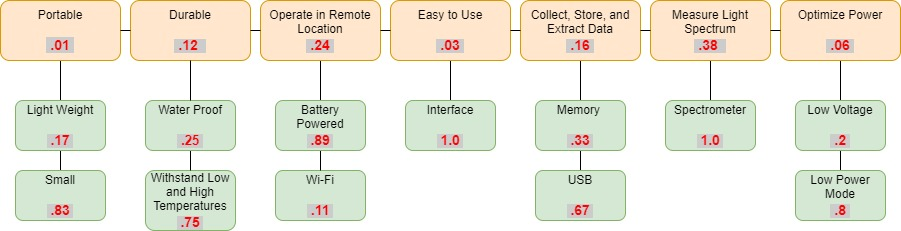 Portable
.01
Durable
.12
Operate in Remote
Location
.24
Easy to Use
.03
Collect, Store, and
Extract Data
.16
Measure Light
Spectrum
.38
Optimize Power
.06
Light Weight
.17
Water Proof
.25
Battery
Powered
.89
Interface
1.0
Memory
.33
Spectrometer
1.0
Low Voltage
.2
Small
.83
Withstand Low
and High
Temperatures
.75
Wi-Fi
.11
USB
.67
Low Power
Mode
.8